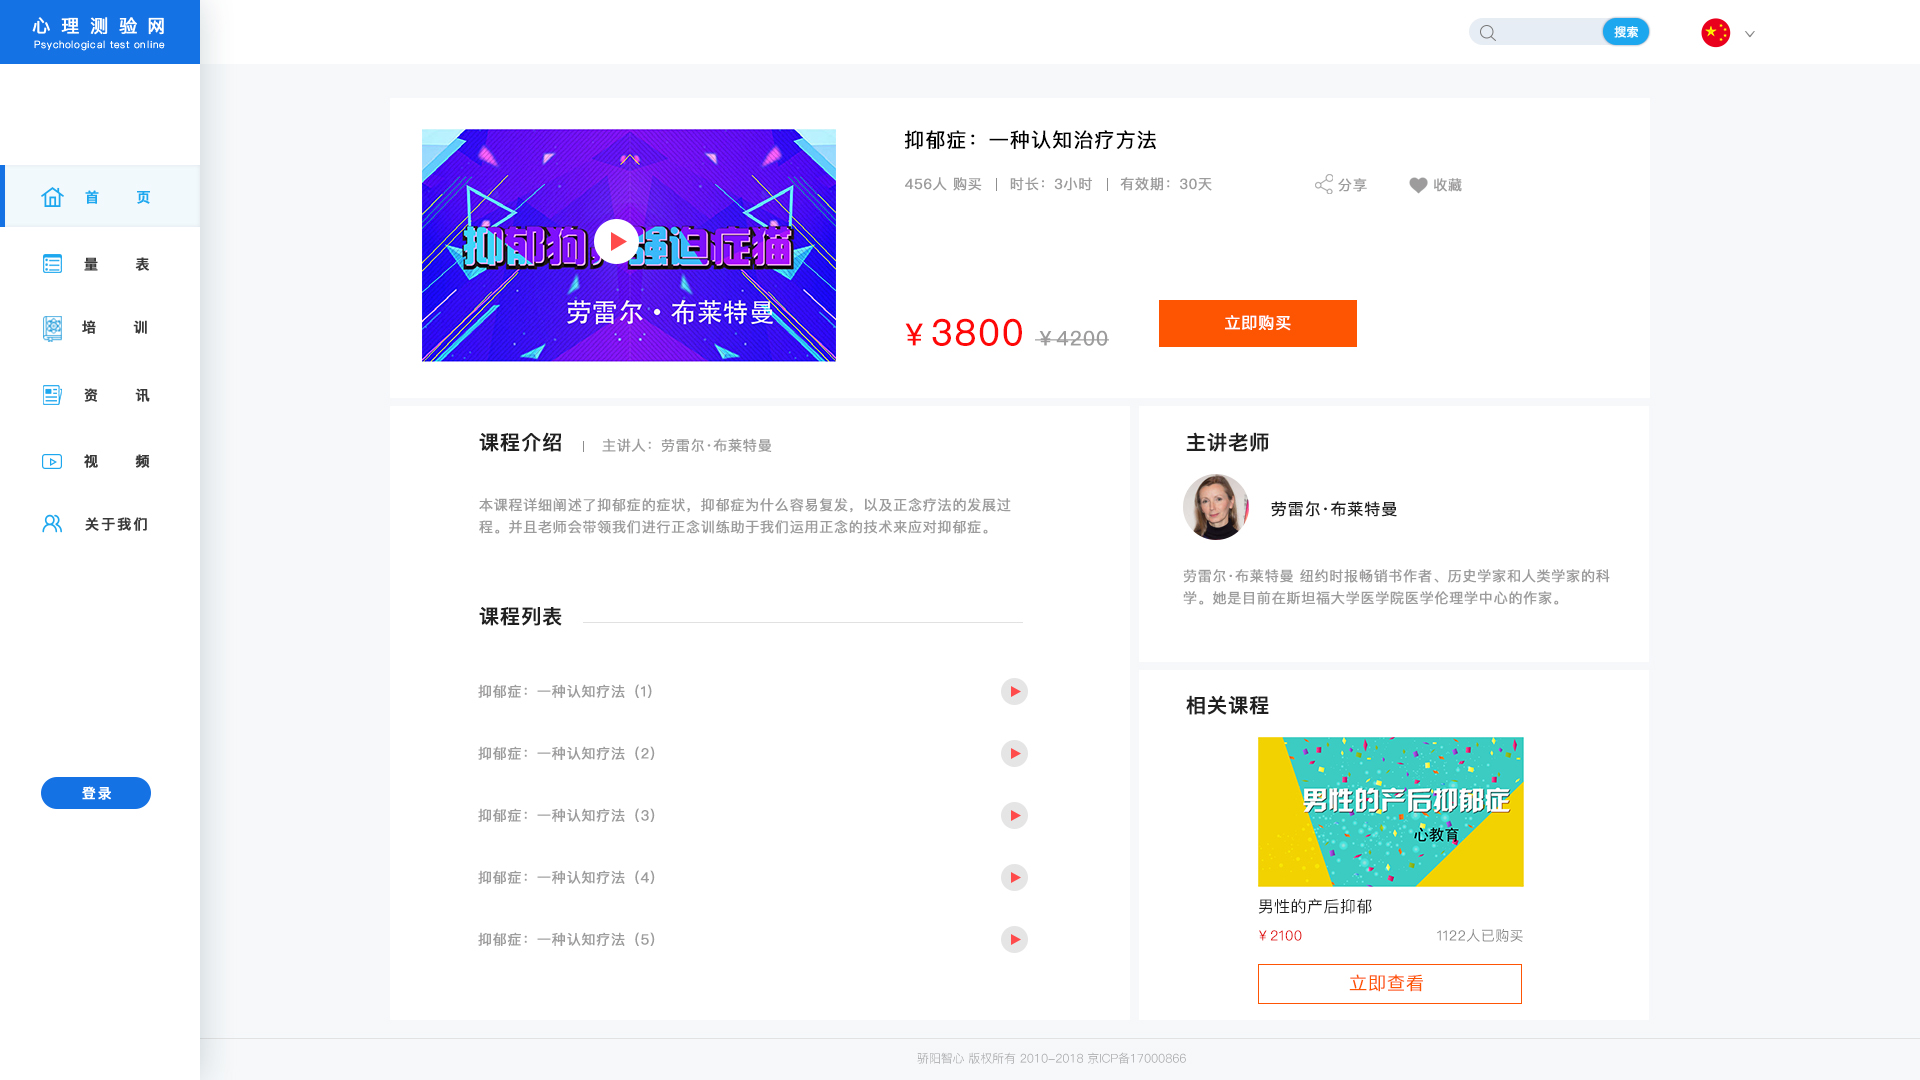 心理测验网
Psychological test online
搜索
首 页
量 表
培 训
资 讯
视 频
关于我们
登录
抑郁狗 强迫症猫
劳雷尔·布莱特曼
抑郁症：一种认知治疗方法
456人 购买 | 时长：3小时 | 有效期：30天
分享
收藏
¥3800 ¥4200
立即购买
课程介绍 | 主讲人：劳雷尔·布莱特曼
本课程详细阐述了抑郁症的症状，抑郁症为什么容易复发，以及正念疗法的发展过
程。并且老师会带领我们进行正念训练助于我们运用正念的技术来应对抑郁症。
课程列表
抑郁症：一种认知疗法（1）
抑郁症：一种认知疗法（2）
抑郁症：一种认知疗法（3）
抑郁症：一种认知疗法（4）
抑郁症：一种认知疗法（5）
主讲老师
劳雷尔·布莱特曼
劳雷尔·布莱特曼 纽约时报畅销书作者、历史学家和人类学家的科
学。她是目前在斯坦福大学医学院医学伦理学中心的作家。
相关课程
男性的产后抑郁症
心教育
男性的产后抑郁
¥2100 1122人已购买
立即查看
骄阳智心 版权所有 2010-2018 京ICP备17000866